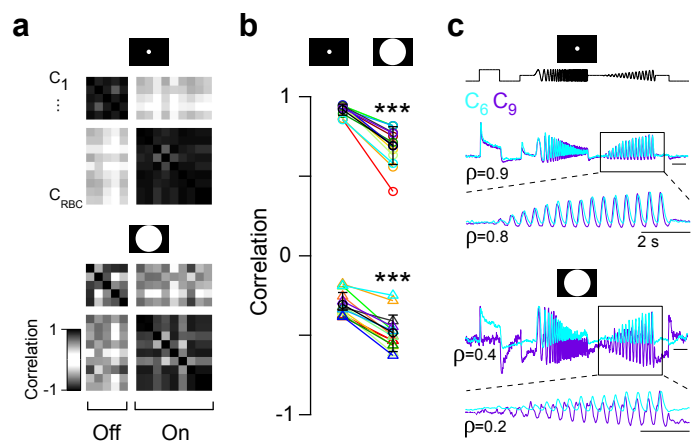 a
C1
⋮
CRBC
Correlation
1
-1
Off
On
b
Correlation
1
0
-1
***
***
c
C6 C9
ρ=0.9
ρ=0.8
2 s
ρ=0.4
ρ=0.2